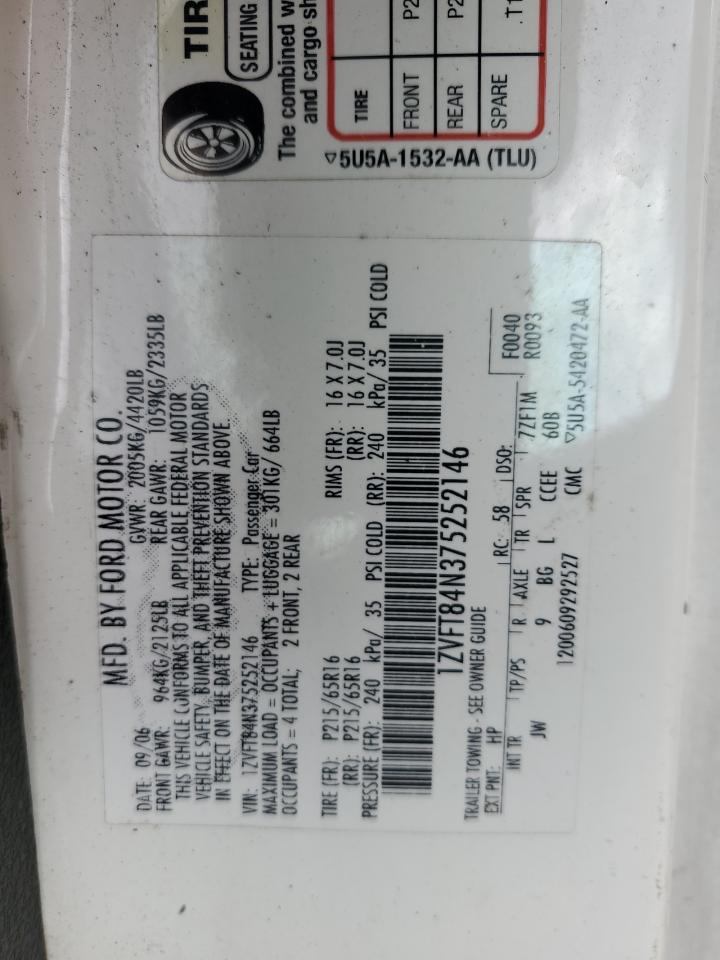 TIR
SEATING
The combined w
and cargo sh
TIRE
FRONT P2
REAR P2
SPARE T1
▽5U5A-1532-AA (TLU)
MFD. BY FORD MOTOR CO.
DATE: 09/06 GVWR: 2005KG/4420LB
FRONT GAWR: 964KG/2125LB REAR GAWR: 1059KG/2335LB
THIS VEHICLE CONFORMS TO ALL APPLICABLE FEDERAL MOTOR
VEHICLE SAFETY, BUMPER, AND THEFT PREVENTION STANDARDS
IN EFFECT ON THE DATE OF MANUFACTURE SHOWN ABOVE.
VIN: 1ZVFT84N375252146 TYPE: Passenger Car
MAXIMUM LOAD = OCCUPANTS + LUGGAGE = 301KG/ 664LB
OCCUPANTS = 4 TOTAL; 2 FRONT, 2 REAR
TIRE (FR): P215/65R16 RIMS (FR): 16 X 7.0J
(RR): P215/65R16 (RR): 16 X 7.0J
PRESSURE (FR): 240 kPa/ 35 PSI COLD (RR): 240 kPa/ 35 PSI COLD
1ZVFT84N375252146
TRAILER TOWING - SEE OWNER GUIDE
EXT PNT: HP RC: 58 DSO: F0040
INT TR TP/PS R AXLE TR SPR 7ZF1M R0093
JW 9 BG L CCEE 60B
1200609292527 CMC ▽5U5A-5420472-AA